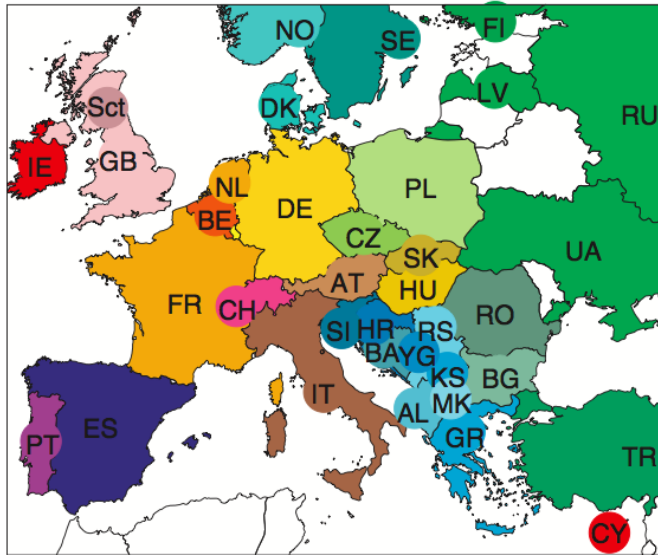 NO
SE
FI
Sct
DK
LV
RU
IE
GB
NL
DE
PL
BE
CZ
UA
SK
AT
FR
CH
HU
SI
HR
RS
RO
BA
YG
KS
BG
IT
MK
AL
ES
PT
GR
TR
CY